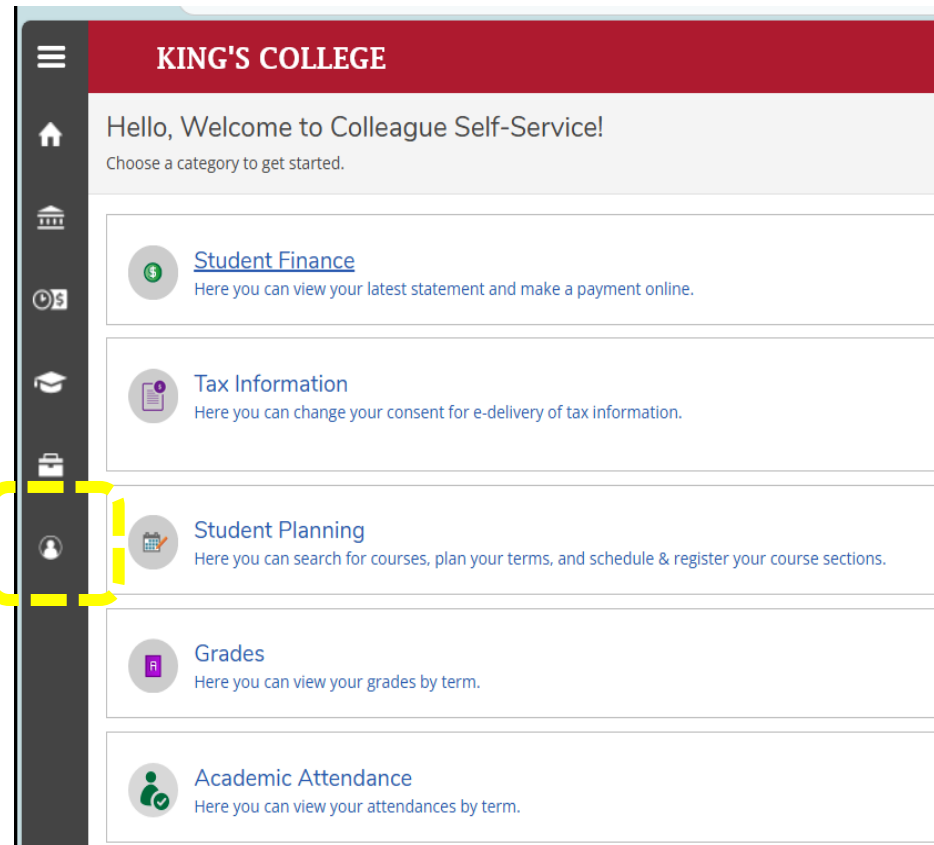 KING'S COLLEGE
Hello, Welcome to Colleague Self-Service!
Choose a category to get started.
Student Finance
Here you can view your latest statement and make a payment online.
Tax Information
Here you can change your consent for e-delivery of tax information.
Student Planning
Here you can search for courses, plan your terms, and schedule & register your course sections.
Grades
Here you can view your grades by term.
Academic Attendance
Here you can view your attendances by term.